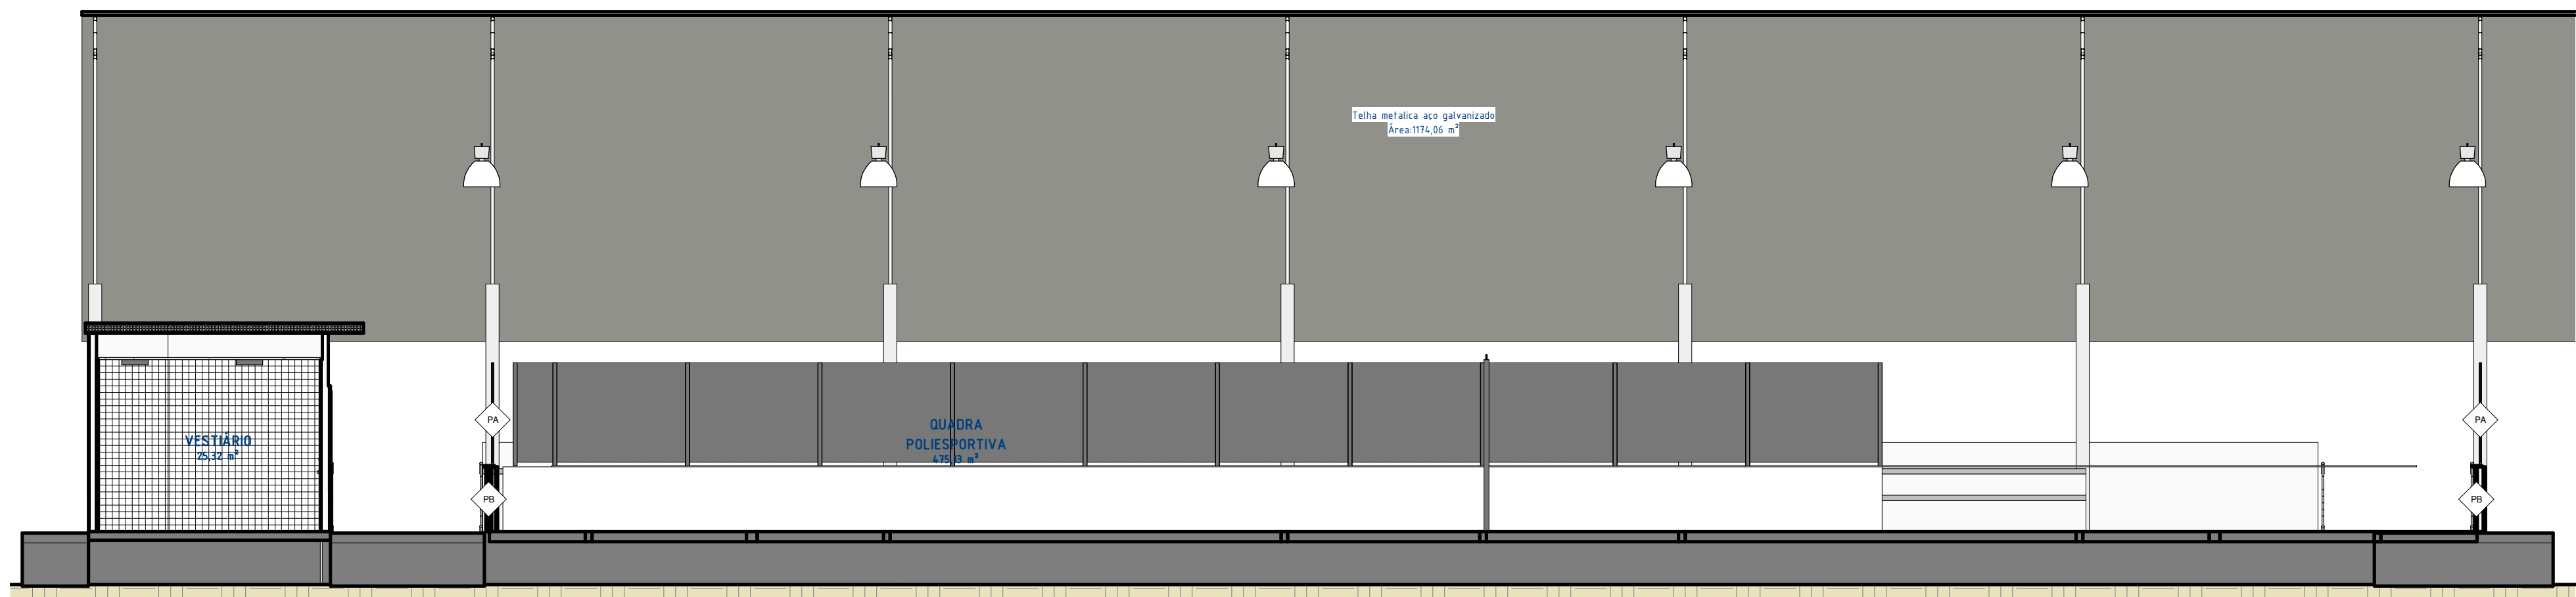 Telha metalica aço galvanizado
Área:1174,06 m²
PA
PA
QUADRA
POLIESPORTIVA
VESTIÁRIO
25,32 m²
PB
PB